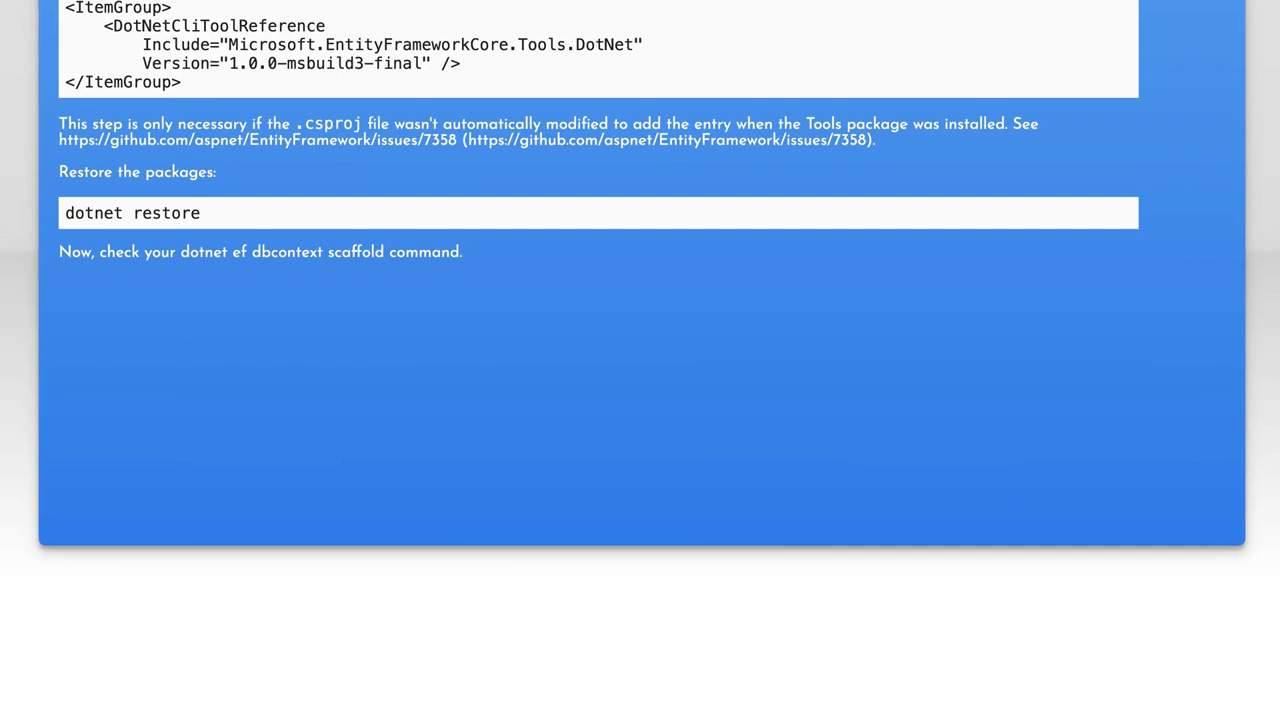 <ItemGroup>
    <DotNetCliToolReference
        Include="Microsoft.EntityFrameworkCore.Tools.DotNet"
        Version="1.0.0-msbuild3-final" />
</ItemGroup>
This step is only necessary if the .csproj file wasn't automatically modified to add the entry when the Tools package was installed. See
https://github.com/aspnet/EntityFramework/issues/7358 (https://github.com/aspnet/EntityFramework/issues/7358).
Restore the packages:
dotnet restore
Now, check your dotnet ef dbcontext scaffold command.